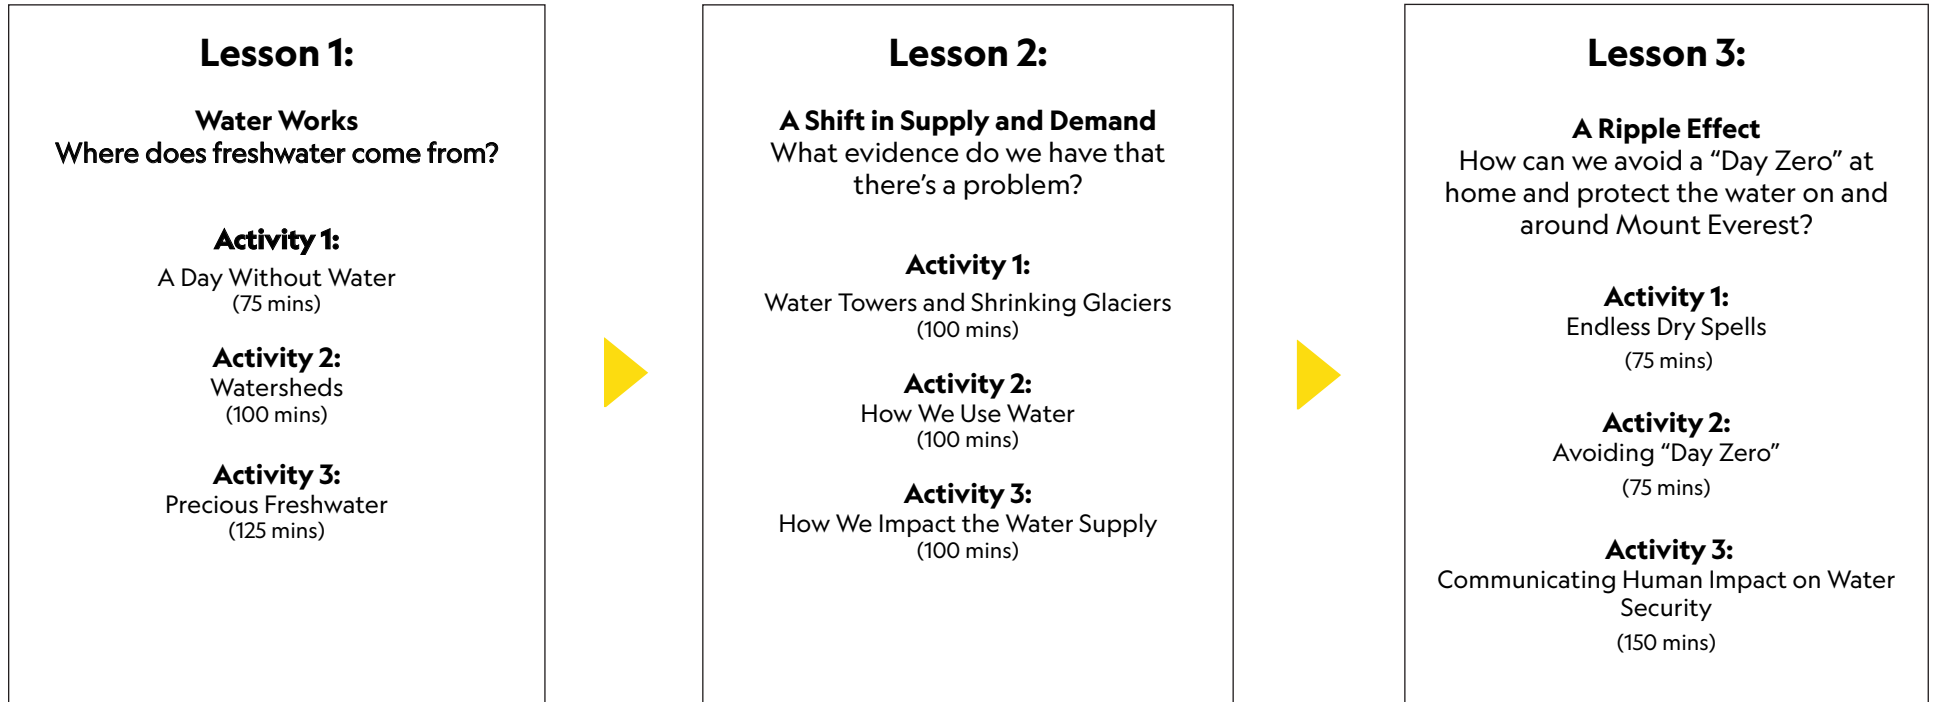 Lesson 1:
Water Works
Where does freshwater come from?
Activity 1:
A Day Without Water
(75 mins)
Activity 2:
Watersheds
(100 mins)
Activity 3:
Precious Freshwater
(125 mins)
Lesson 2:
A Shift in Supply and Demand
What evidence do we have that
there’s a problem?
Activity 1:
Water Towers and Shrinking Glaciers
(100 mins)
Activity 2:
How We Use Water
(100 mins)
Activity 3:
How We Impact the Water Supply
(100 mins)
Lesson 3:
A Ripple Effect
How can we avoid a “Day Zero” at
home and protect the water on and
around Mount Everest?
Activity 1:
Endless Dry Spells
(75 mins)
Activity 2:
Avoiding “Day Zero”
(75 mins)
Activity 3:
Communicating Human Impact on Water
Security
(150 mins)